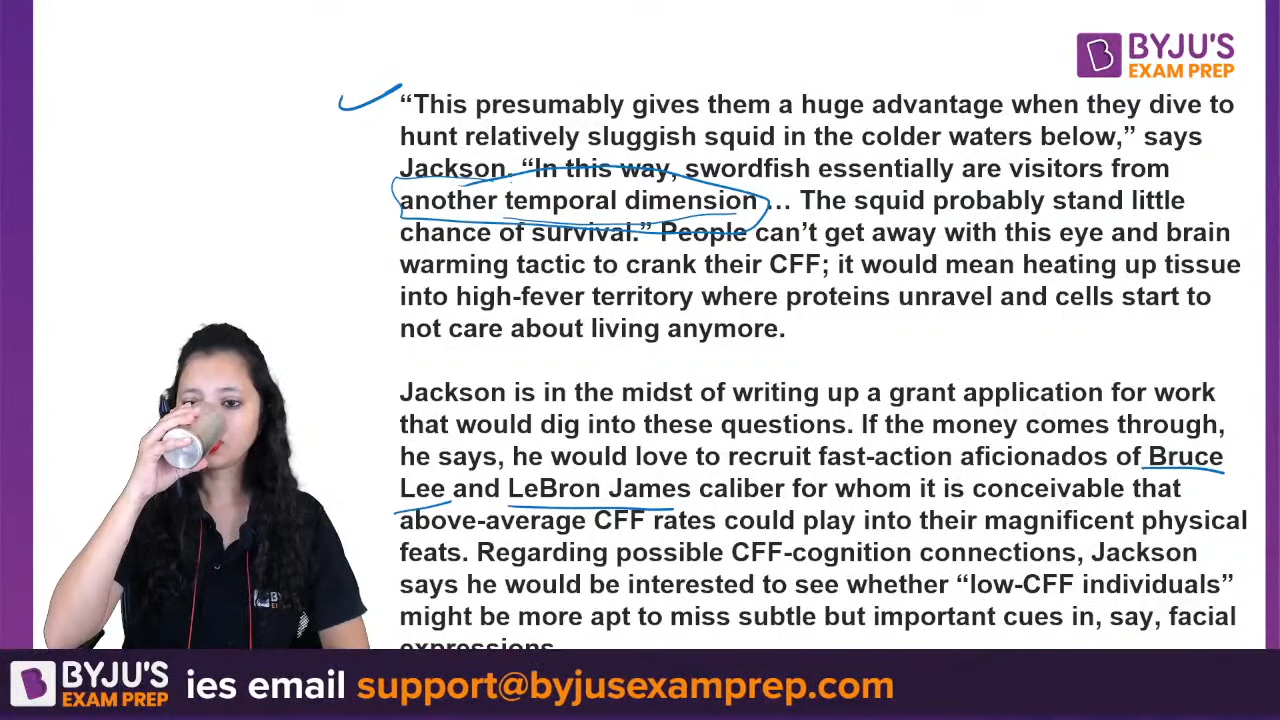 BYJU'S
EXAM PREP
“This presumably gives them a huge advantage when they dive to
hunt relatively sluggish squid in the colder waters below,” says
Jackson. “In this way, swordfish essentially are visitors from
another temporal dimension … The squid probably stand little
chance of survival.” People can’t get away with this eye and brain
warming tactic to crank their CFF; it would mean heating up tissue
into high-fever territory where proteins unravel and cells start to
not care about living anymore.
Jackson is in the midst of writing up a grant application for work
that would dig into these questions. If the money comes through,
he says, he would love to recruit fast-action aficionados of Bruce
Lee and LeBron James caliber for whom it is conceivable that
above-average CFF rates could play into their magnificent physical
feats. Regarding possible CFF-cognition connections, Jackson
says he would be interested to see whether “low-CFF individuals”
might be more apt to miss subtle but important cues in, say, facial
expressions.
BYJU'S
EXAM PREP
ies email support@byjusexamprep.com